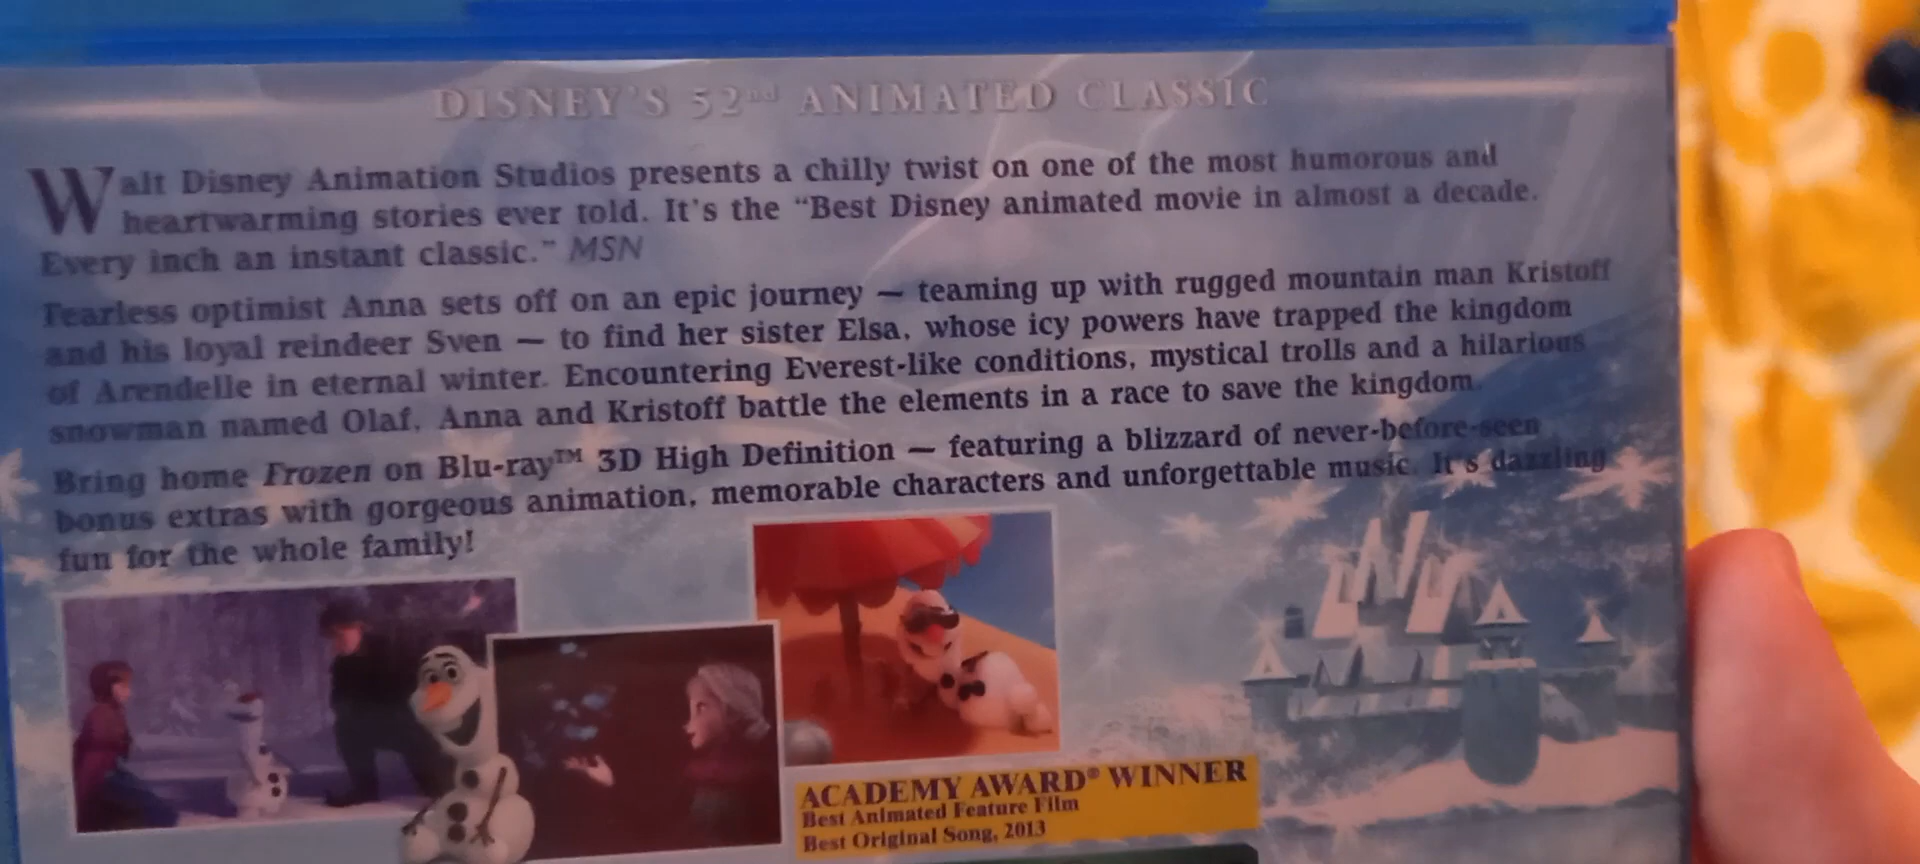 DISNEY'S 52nd ANIMATED CLASSIC
Walt Disney Animation Studios presents a chilly twist on one of the most humorous and
heartwarming stories ever told. It's the “Best Disney animated movie in almost a decade.
Every inch an instant classic.” MSN
Fearless optimist Anna sets off on an epic journey — teaming up with rugged mountain man Kristoff
and his loyal reindeer Sven — to find her sister Elsa, whose icy powers have trapped the kingdom
of Arendelle in eternal winter. Encountering Everest-like conditions, mystical trolls and a hilarious
snowman named Olaf, Anna and Kristoff battle the elements in a race to save the kingdom.
Bring home Frozen on Blu-ray™ 3D High Definition — featuring a blizzard of never-before-seen
bonus extras with gorgeous animation, memorable characters and unforgettable music. It's dazzling
fun for the whole family!
ACADEMY AWARD® WINNER
Best Animated Feature Film
Best Original Song, 2013